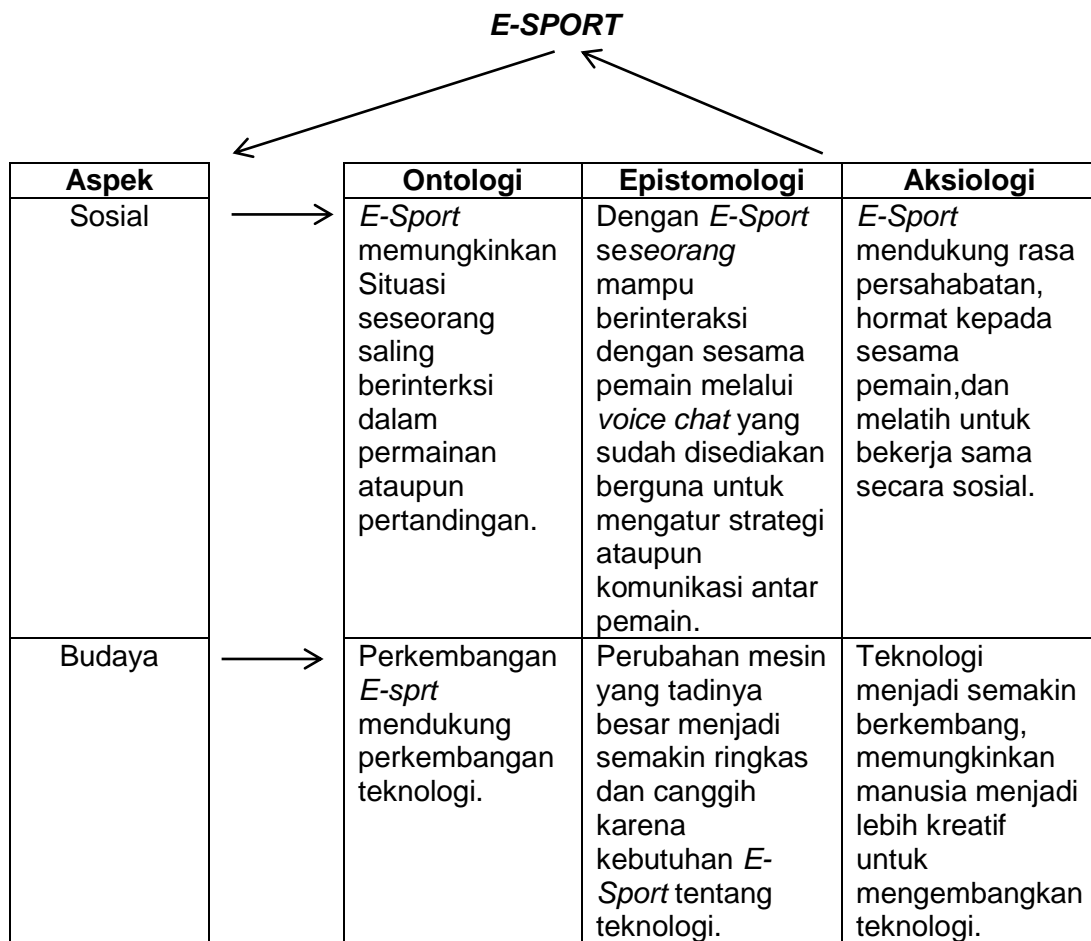 E-SPORT
Aspek
Ontologi
Epistomologi
Aksiologi
Sosial
E-Sport
memungkinkan
Situasi
seseorang
saling
berinterksi
dalam
permainan
ataupun
pertandingan.
Dengan E-Sport
seseorang
mampu
berinteraksi
dengan sesama
pemain melalui
voice chat yang
sudah disediakan
berguna untuk
mengatur strategi
ataupun
komunikasi antar
pemain.
E-Sport
mendukung rasa
persahabatan,
hormat kepada
sesama
pemain,dan
melatih untuk
bekerja sama
secara sosial.
Budaya
Perkembangan
E-sprt
mendukung
perkembangan
teknologi.
Perubahan mesin
yang tadinya
besar menjadi
semakin ringkas
dan canggih
karena
kebutuhan E-
Sport tentang
teknologi.
Teknologi
menjadi semakin
berkembang,
memungkinkan
manusia menjadi
lebih kreatif
untuk
mengembangkan
teknologi.